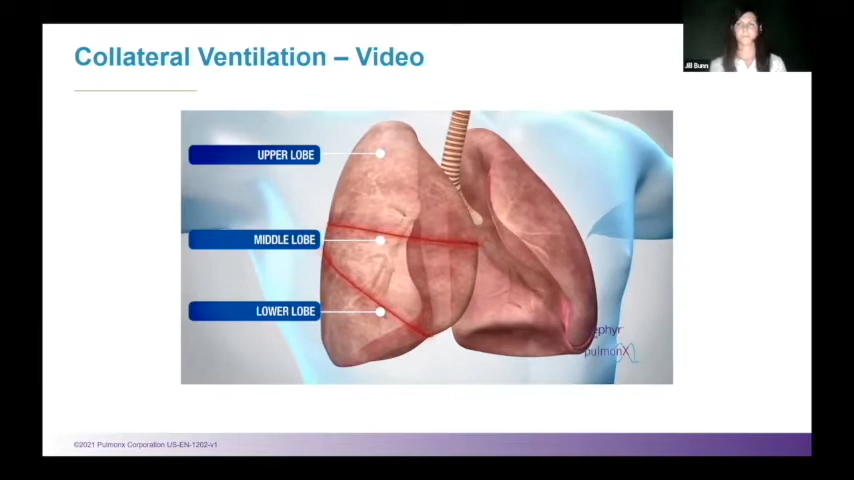 Collateral Ventilation – Video
Jill Bunn
UPPER LOBE
MIDDLE LOBE
LOWER LOBE
pulmonX
©2021 Pulmonx Corporation US-EN-1202-v1